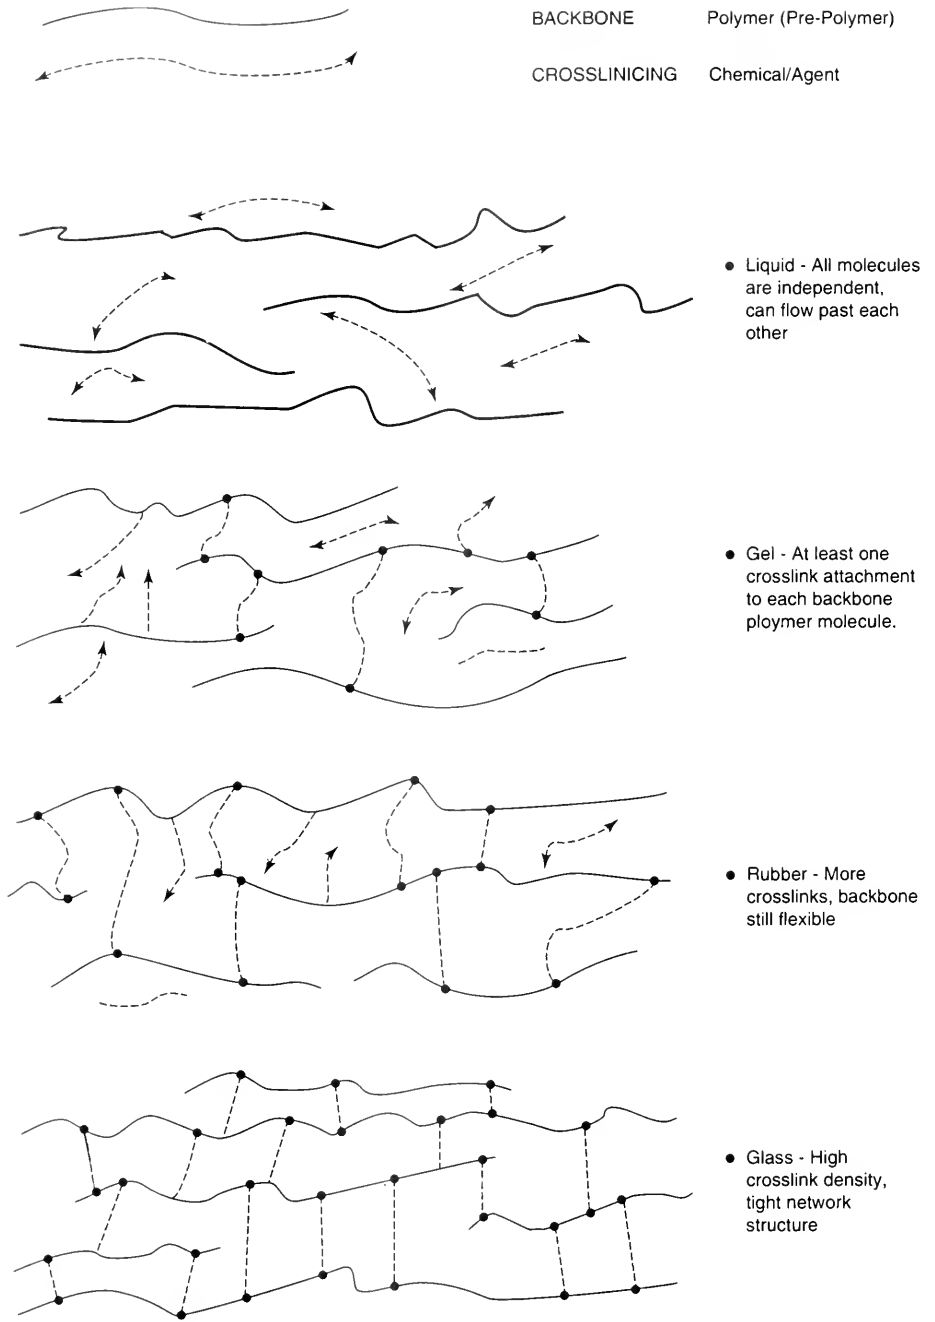 BACKBONE Polymer (Pre-Polymer)
CROSSLINICING Chemical/Agent
• Liquid - All molecules
are independent,
can flow past each
other
• Gel - At least one
crosslink attachment
to each backbone
ploymer molecule.
• Rubber - More
crosslinks, backbone
still flexible
• Glass - High
crosslink density,
tight network
structure